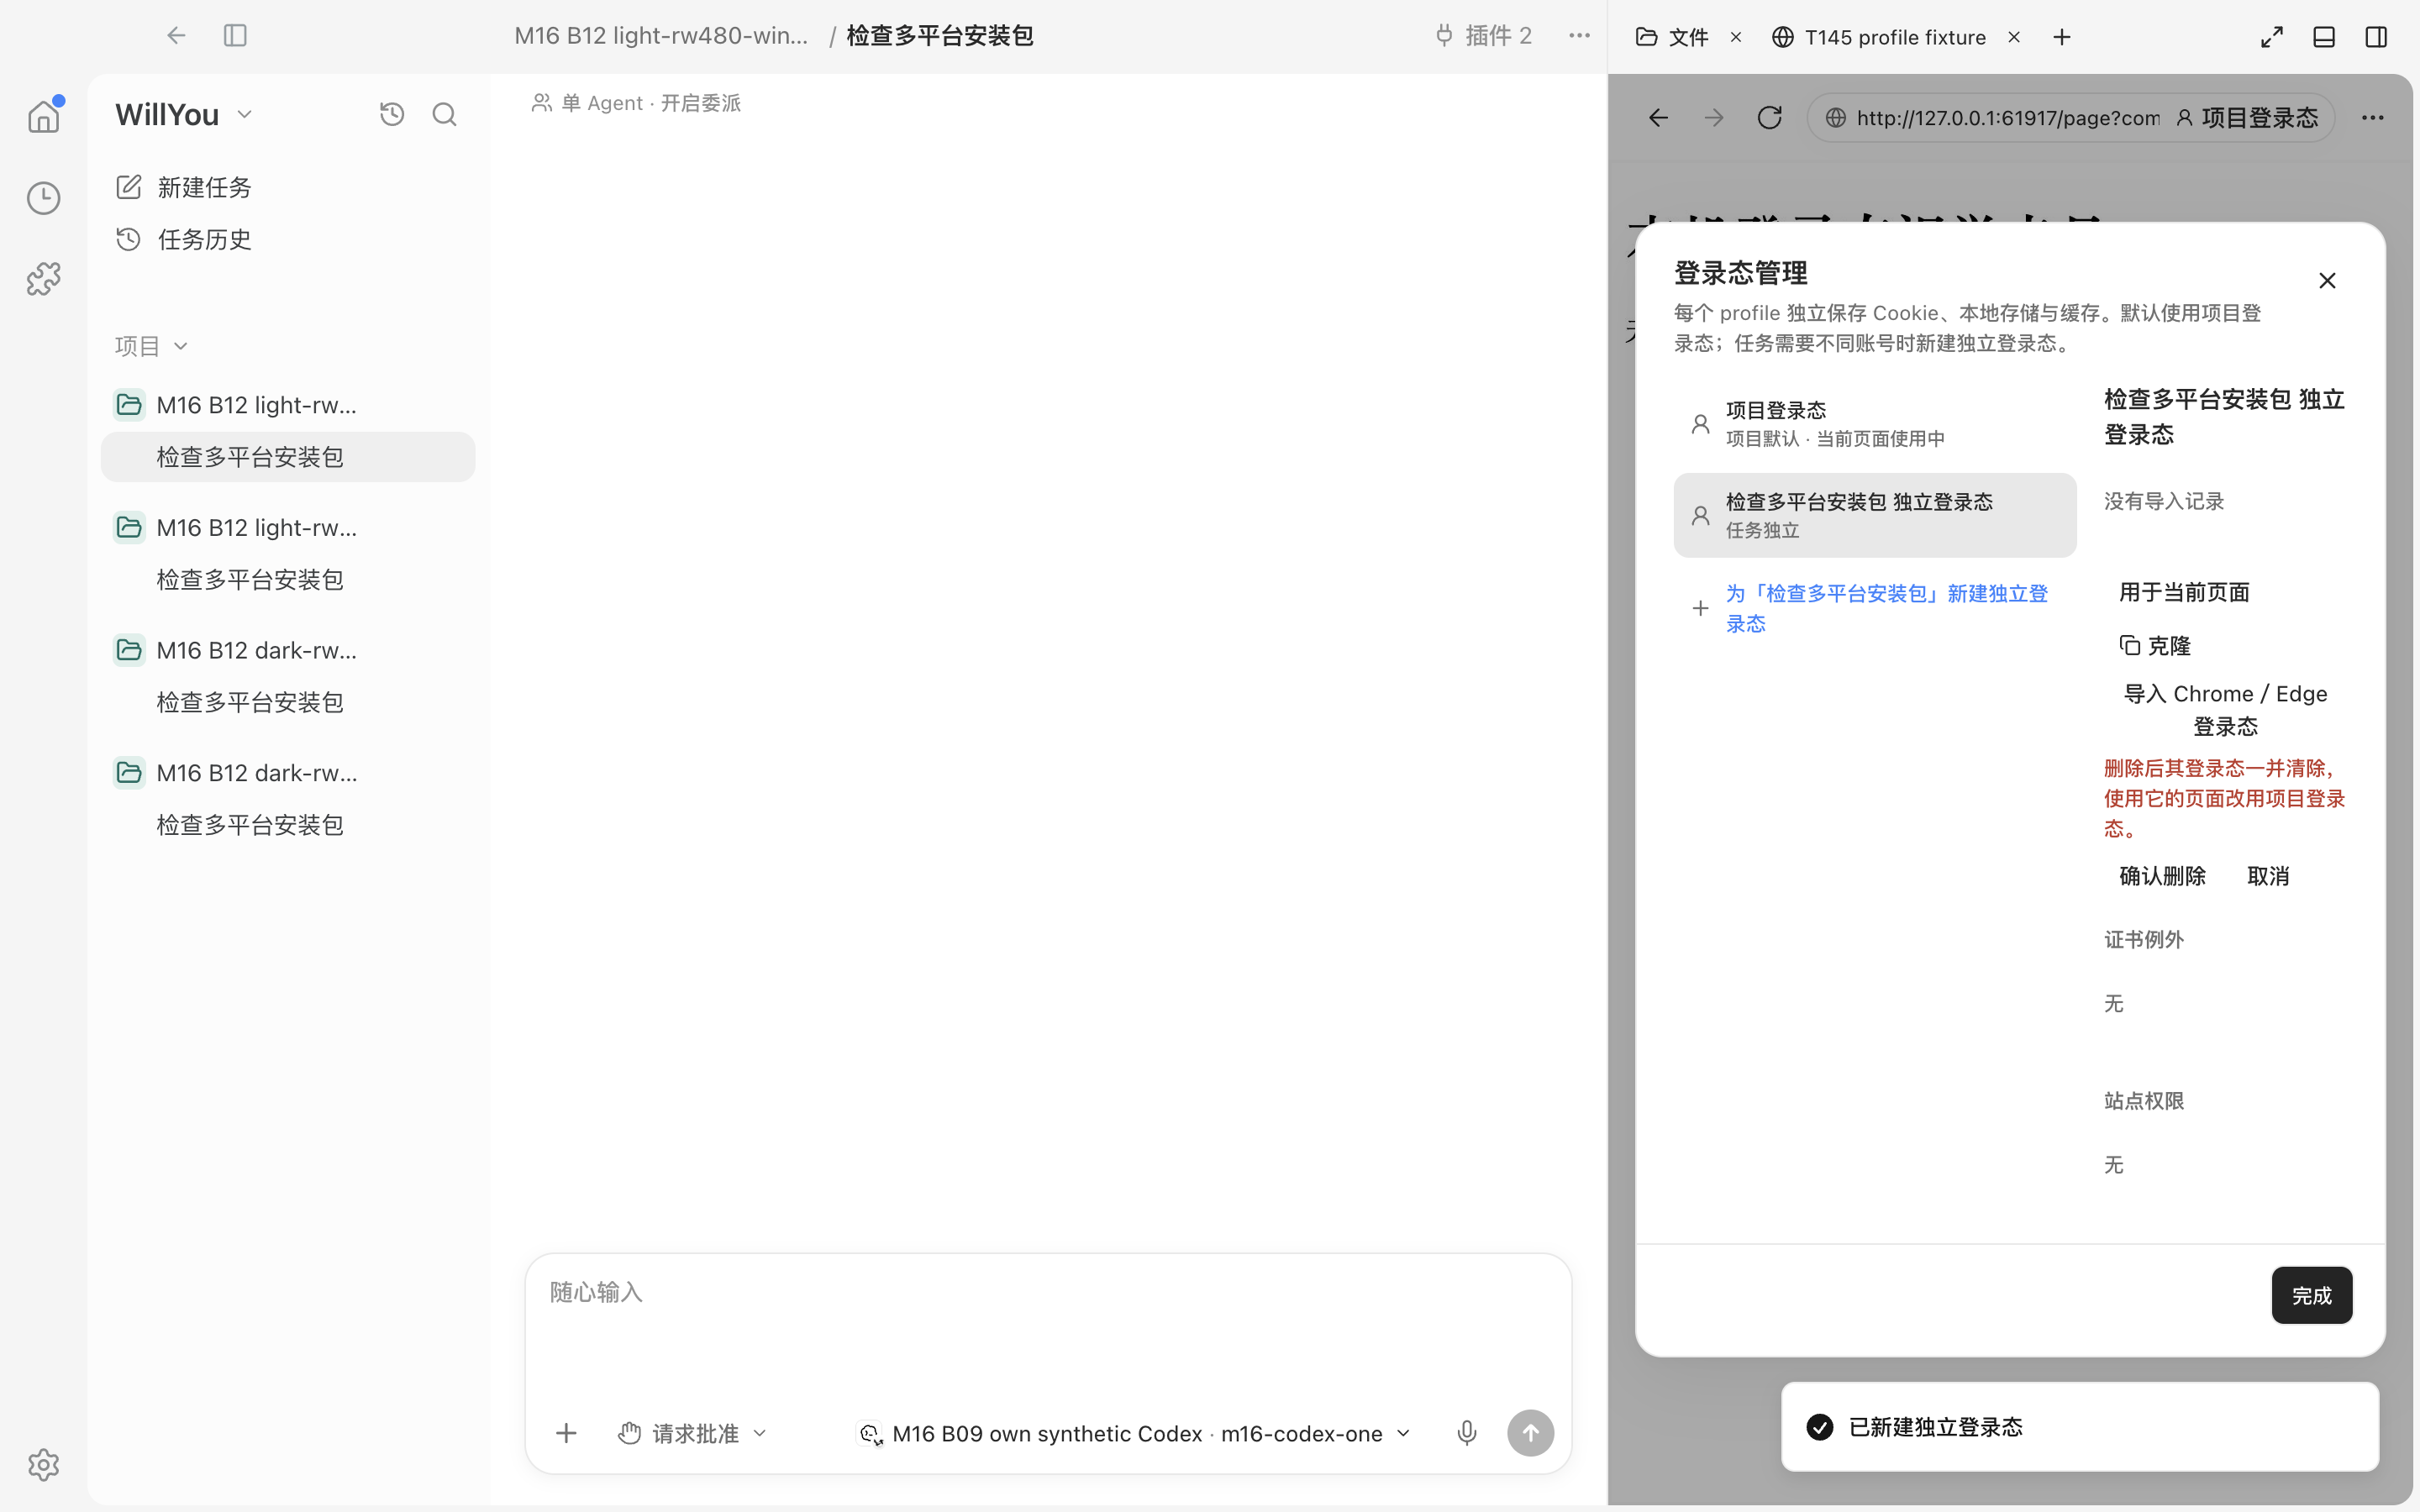 M16 B12 light-rw480-win... / 检查多平台安装包
插件 2
文件
T145 profile fixture
WillYou
新建任务
任务历史
项目
M16 B12 light-rw...
检查多平台安装包
M16 B12 light-rw...
检查多平台安装包
M16 B12 dark-rw...
检查多平台安装包
M16 B12 dark-rw...
检查多平台安装包
单 Agent · 开启委派
随心输入
请求批准
M16 B09 own synthetic Codex · m16-codex-one
http://127.0.0.1:61917/page?com
项目登录态
登录态管理
每个 profile 独立保存 Cookie、本地存储与缓存。默认使用项目登
录态；任务需要不同账号时新建独立登录态。
项目登录态
项目默认 · 当前页面使用中
检查多平台安装包 独立登录态
任务独立
为「检查多平台安装包」新建独立登
录态
检查多平台安装包 独立
登录态
没有导入记录
用于当前页面
克隆
导入 Chrome / Edge
登录态
删除后其登录态一并清除，
使用它的页面改用项目登录
态。
确认删除
取消
证书例外
无
站点权限
无
完成
已新建独立登录态